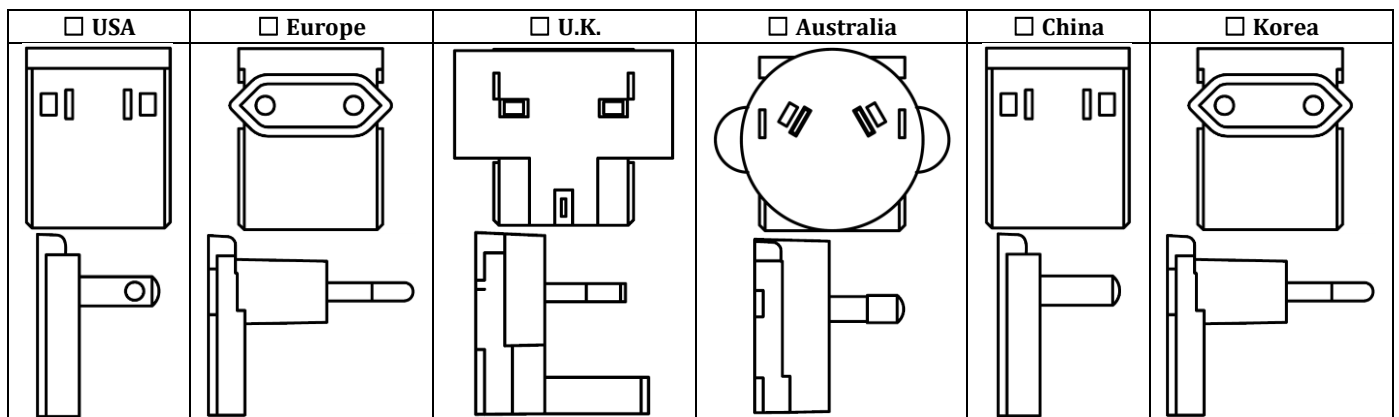 ☐ USA ☐ Europe ☐ U.K. ☐ Australia ☐ China ☐ Korea